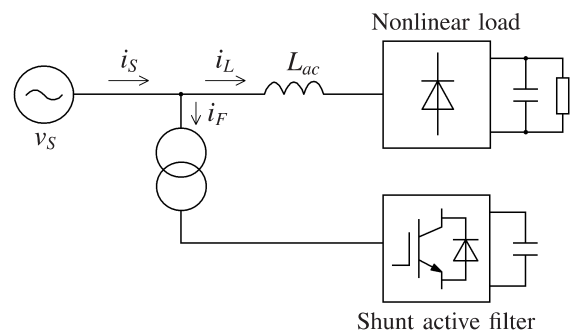 Nonlinear load
i_S
i_L
L_ac
i_F
v_S
Shunt active filter